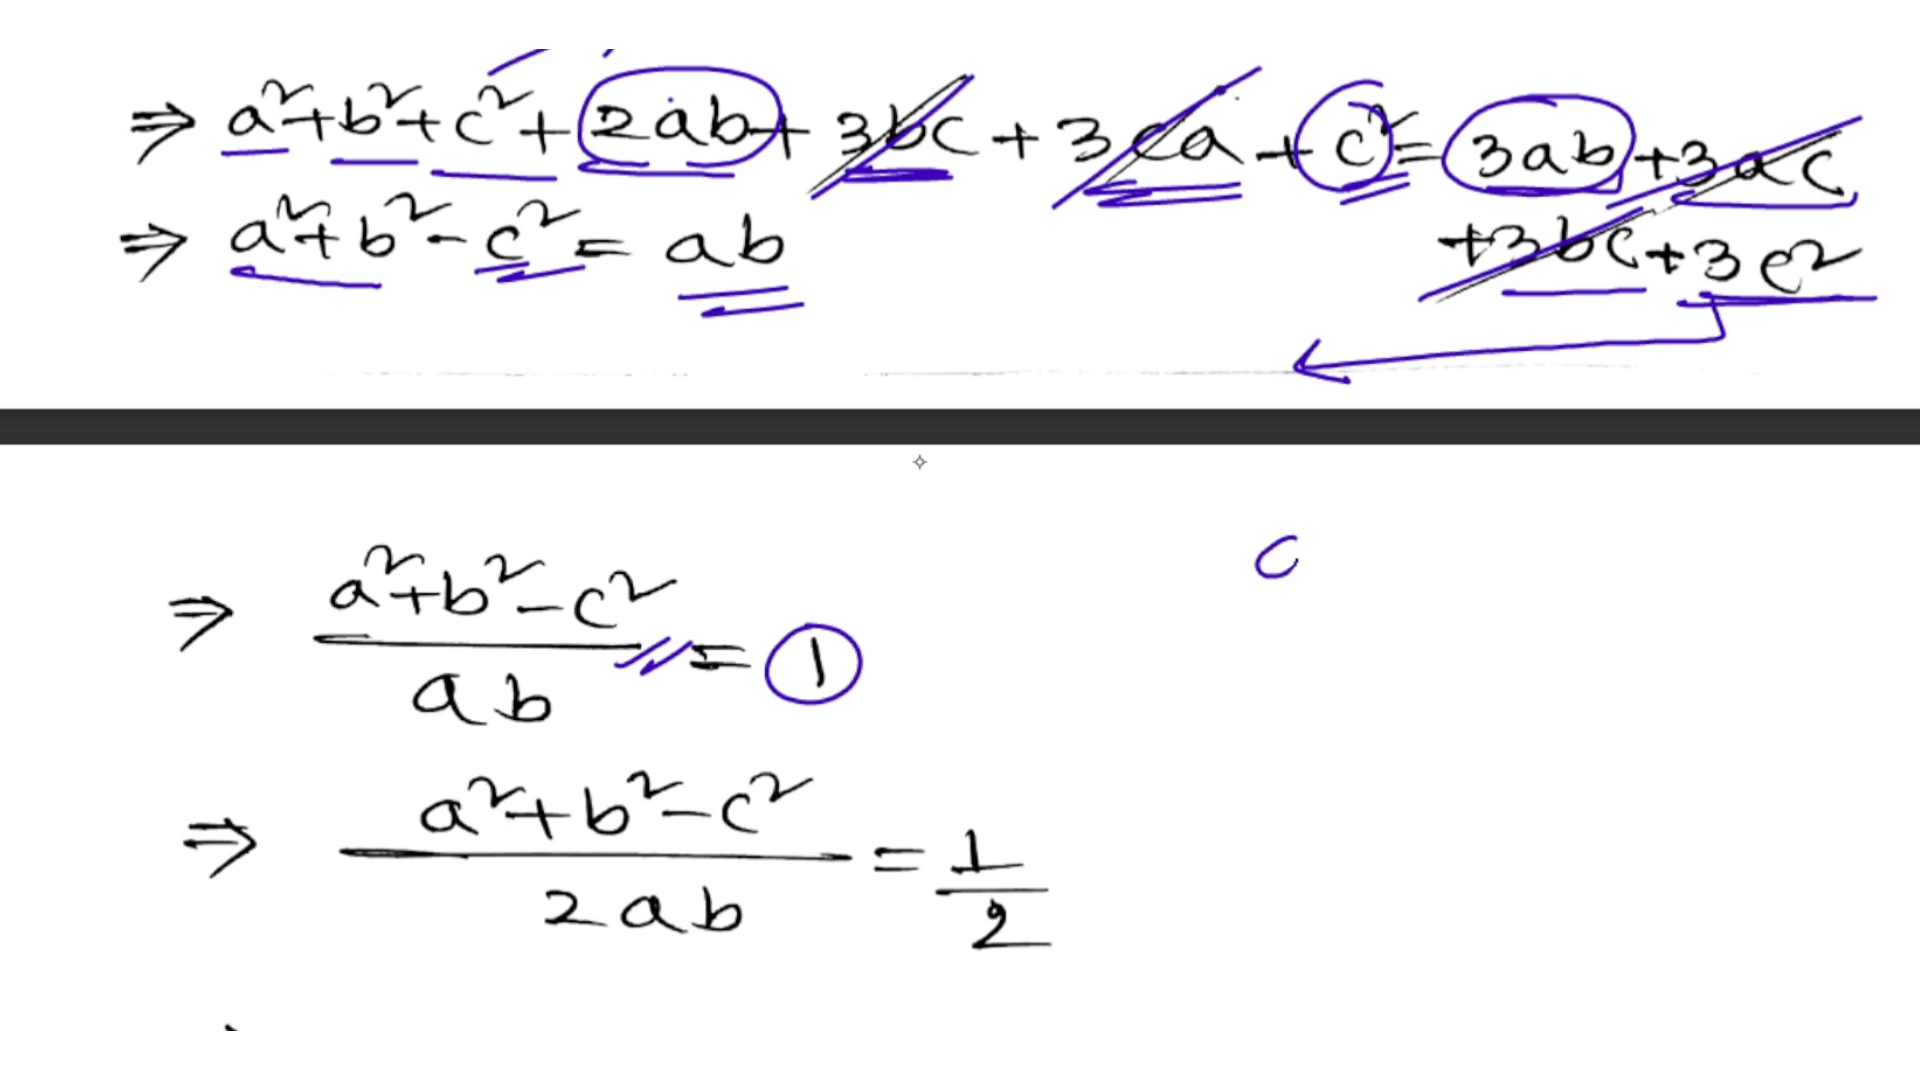 ⇒ a²+b²+c²+2ab+3bc+3ca+c²=3ab+3ac
+3bc+3c²
⇒ a²+b²-c²=ab
⇒ a²+b²-c²/ab = 1
c
⇒ a²+b²-c²/2ab = 1/2